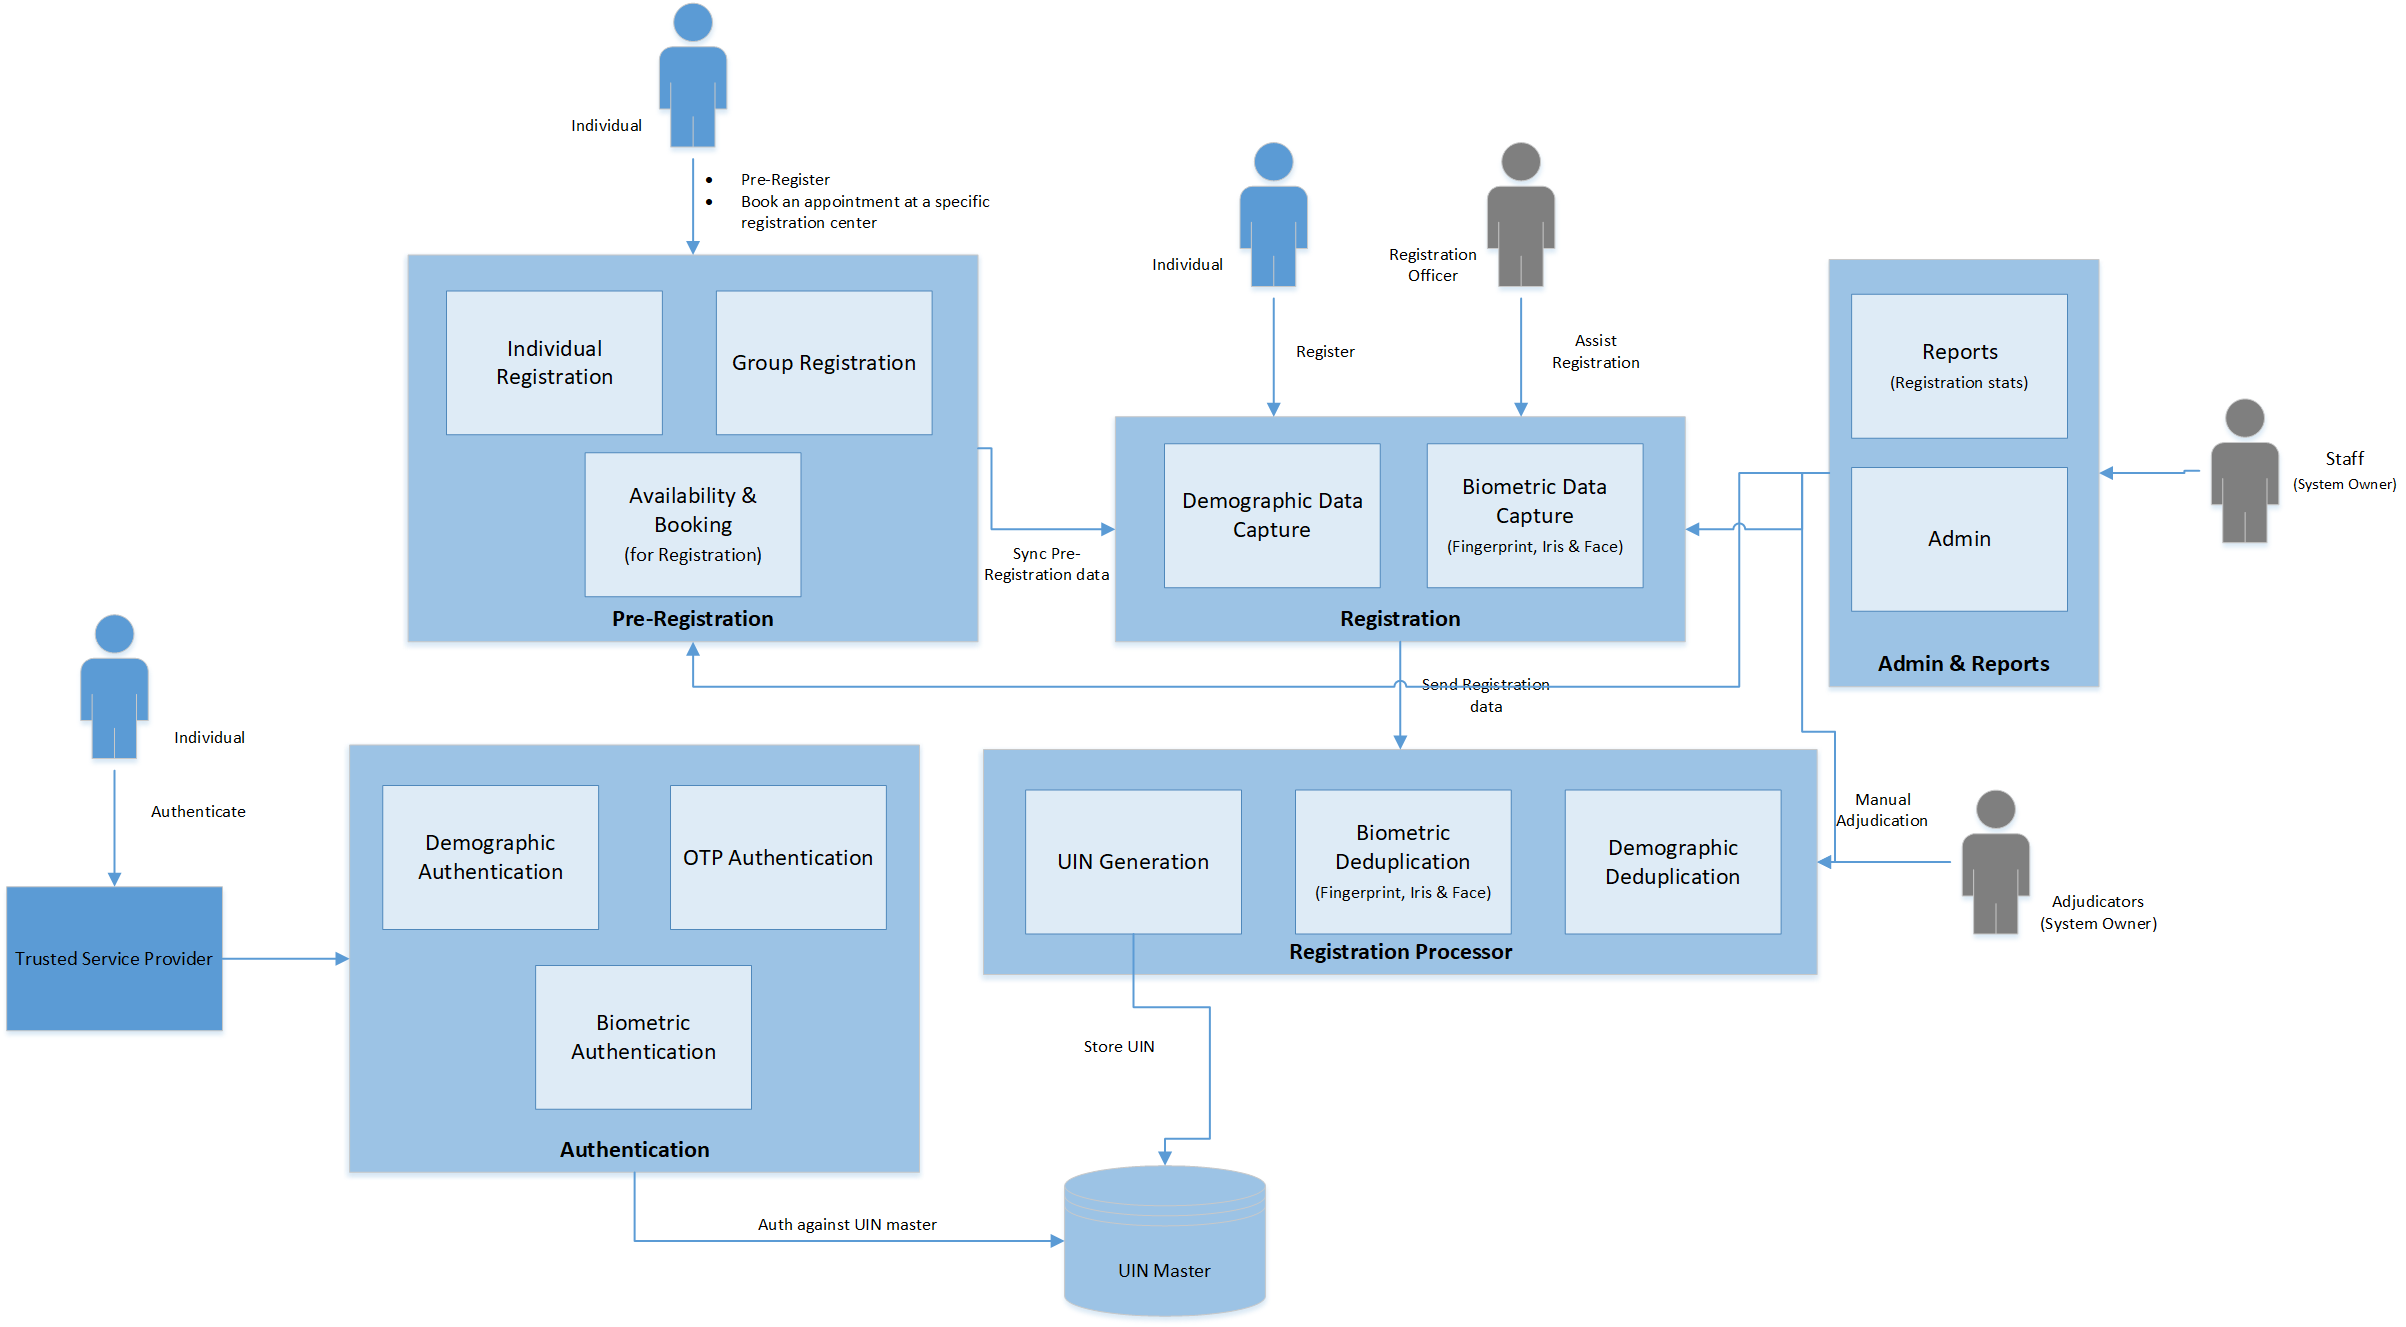 Individual
Pre-Register
Book an appointment at a specific
registration center
Individual
Registration
Officer
Register
Assist
Registration
Individual
Registration
Group Registration
Availability &
Booking
(for Registration)
Pre-Registration
Sync Pre-
Registration data
Demographic Data
Capture
Biometric Data
Capture
(Fingerprint, Iris & Face)
Registration
Reports
(Registration stats)
Admin
Admin & Reports
Staff
(System Owner)
Send Registration
data
Individual
Authenticate
Trusted Service Provider
Demographic
Authentication
OTP Authentication
Biometric
Authentication
Authentication
UIN Generation
Biometric
Deduplication
(Fingerprint, Iris & Face)
Demographic
Deduplication
Registration Processor
Manual
Adjudication
Adjudicators
(System Owner)
Store UIN
Auth against UIN master
UIN Master